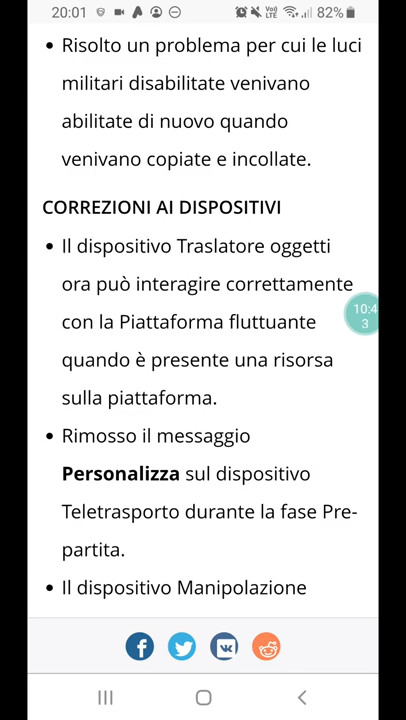 20:01 82%
• Risolto un problema per cui le luci
militari disabilitate venivano
abilitate di nuovo quando
venivano copiate e incollate.
CORREZIONI AI DISPOSITIVI
• Il dispositivo Traslatore oggetti
ora può interagire correttamente
con la Piattaforma fluttuante
quando è presente una risorsa
sulla piattaforma.
10:4
3
• Rimosso il messaggio
Personalizza sul dispositivo
Teletrasporto durante la fase Pre-
partita.
• Il dispositivo Manipolazione